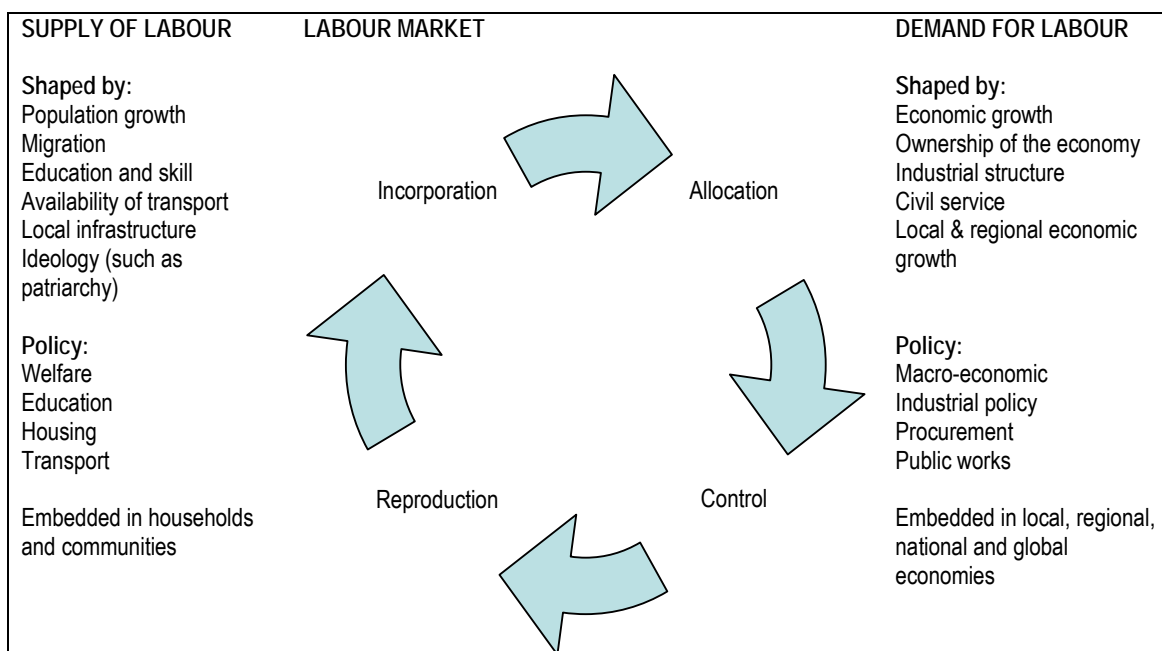 SUPPLY OF LABOUR
Shaped by:
Population growth
Migration
Education and skill
Availability of transport
Local infrastructure
Ideology (such as
patriarchy)
Policy:
Welfare
Education
Housing
Transport
Embedded in households
and communities
LABOUR MARKET
Incorporation
Allocation
Reproduction
Control
DEMAND FOR LABOUR
Shaped by:
Economic growth
Ownership of the economy
Industrial structure
Civil service
Local & regional economic
growth
Policy:
Macro-economic
Industrial policy
Procurement
Public works
Embedded in local, regional,
national and global
economies